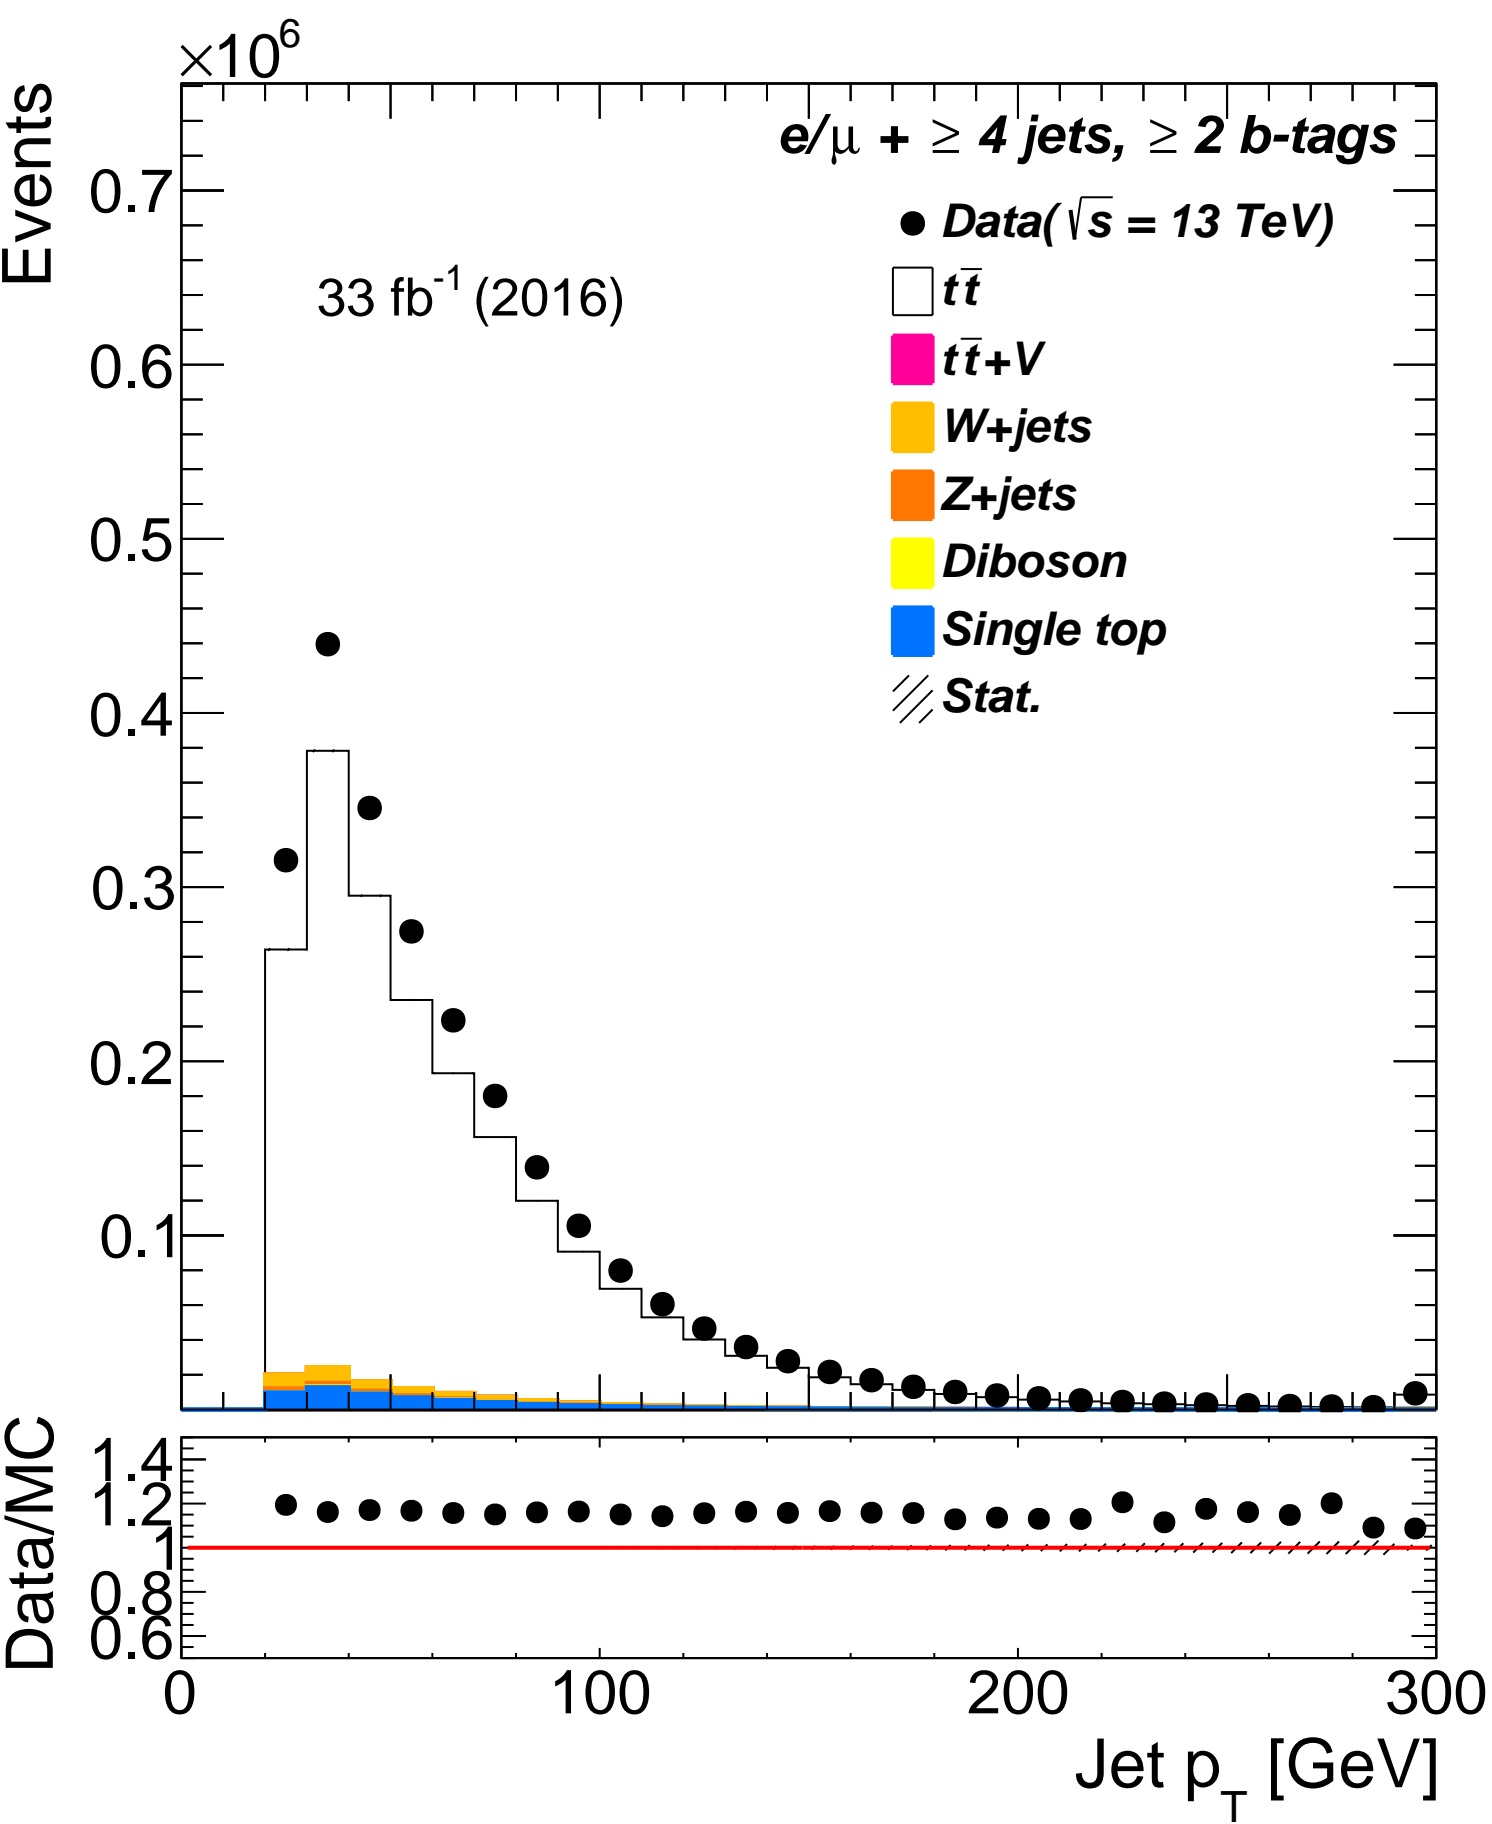 ×10⁶
Events
e/μ + ≥ 4 jets, ≥ 2 b-tags
33 fb⁻¹ (2016)
Data(√s = 13 TeV)
tt̅
tt̅+V
W+jets
Z+jets
Diboson
Single top
Stat.
0.7
0.6
0.5
0.4
0.3
0.2
0.1
Data/MC
1.4
1.2
1
0.8
0.6
0 100 200 300
Jet p_T [GeV]